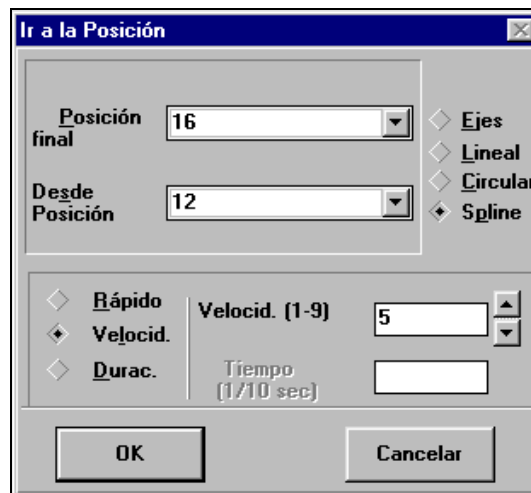 Ir a la Posición
Posición
final
16
Desde
Posición
12
Ejes
Lineal
Circular
Spline
Rápido
Velocid.
Durac.
Velocid. (1-9)
5
Tiempo
(1/10 sec)
OK
Cancelar